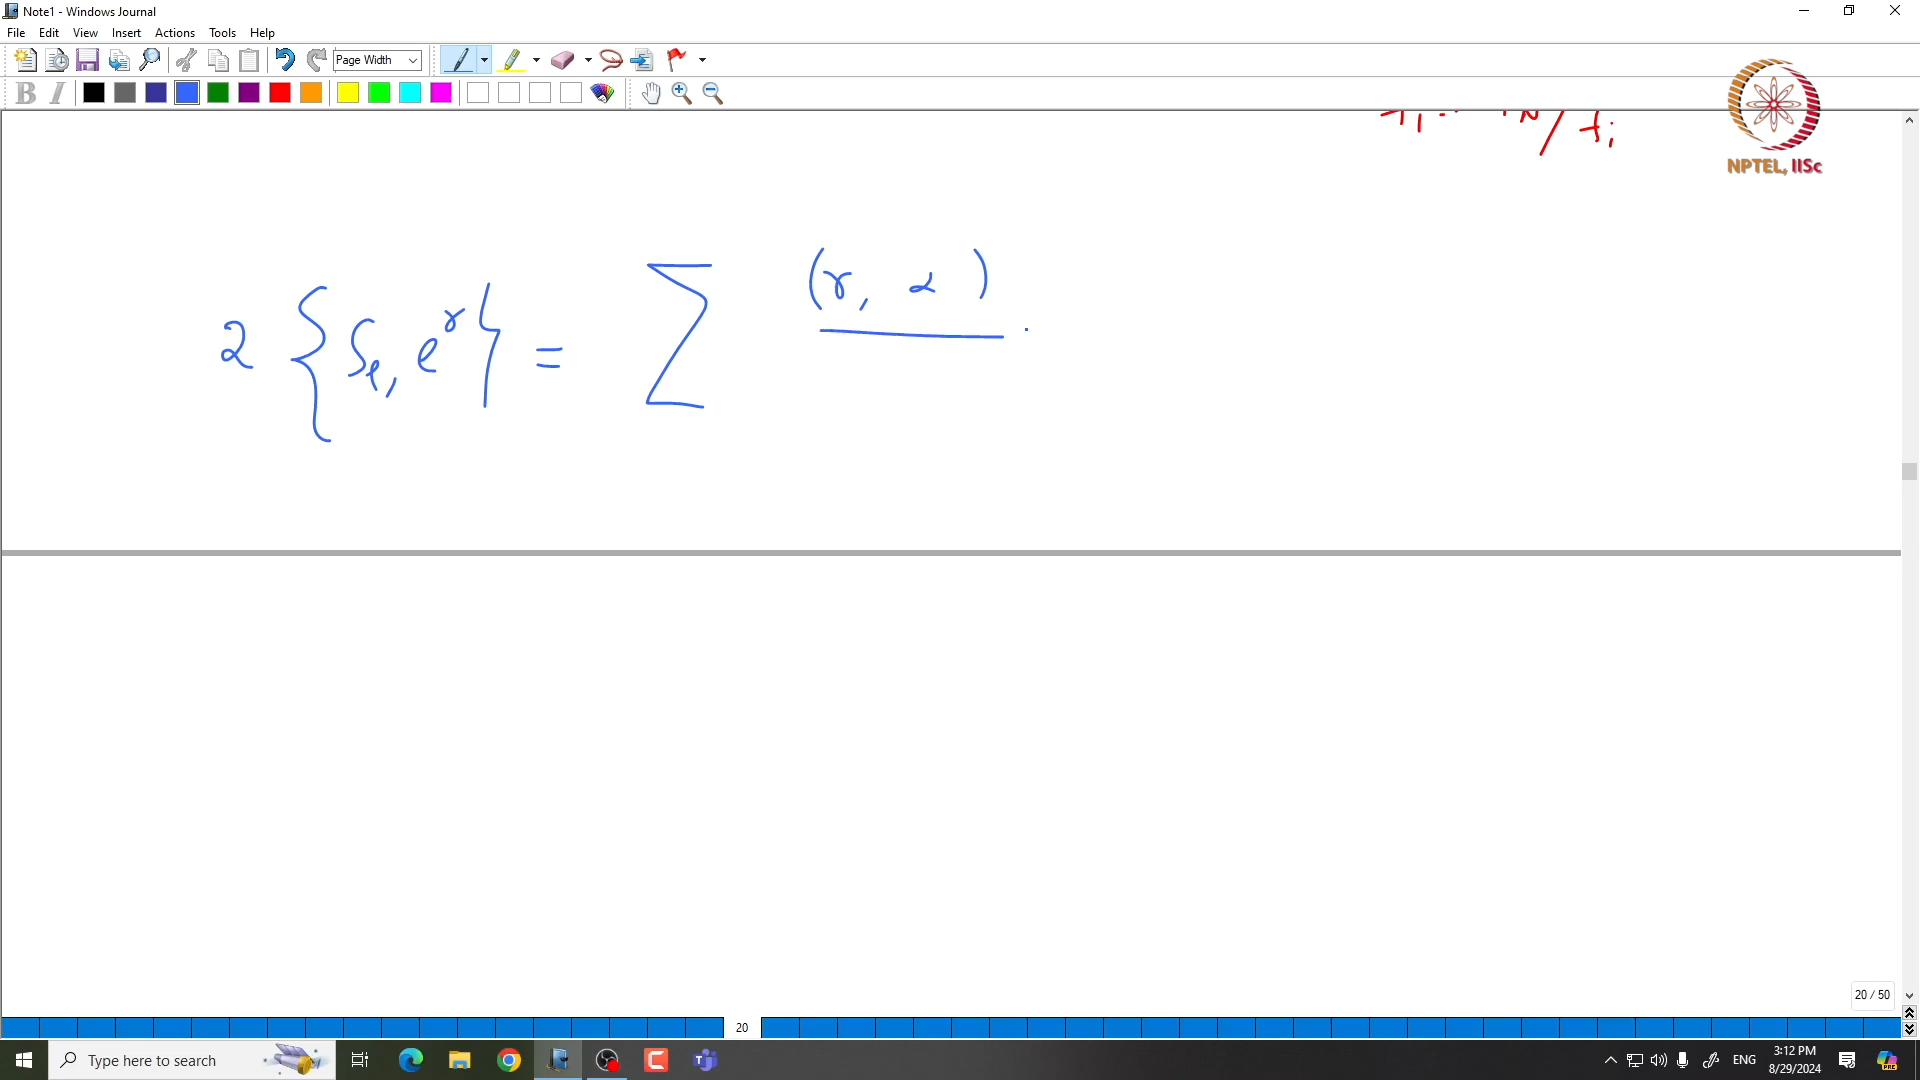 Note1 - Windows Journal
File Edit View Insert Actions Tools Help
Page Width
B I
NPTEL, IISc
(γ, α )
2 { S_ℓ, e^γ } = Σ ———— .
20 / 50
20
Type here to search
ENG
3:12 PM
8/29/2024